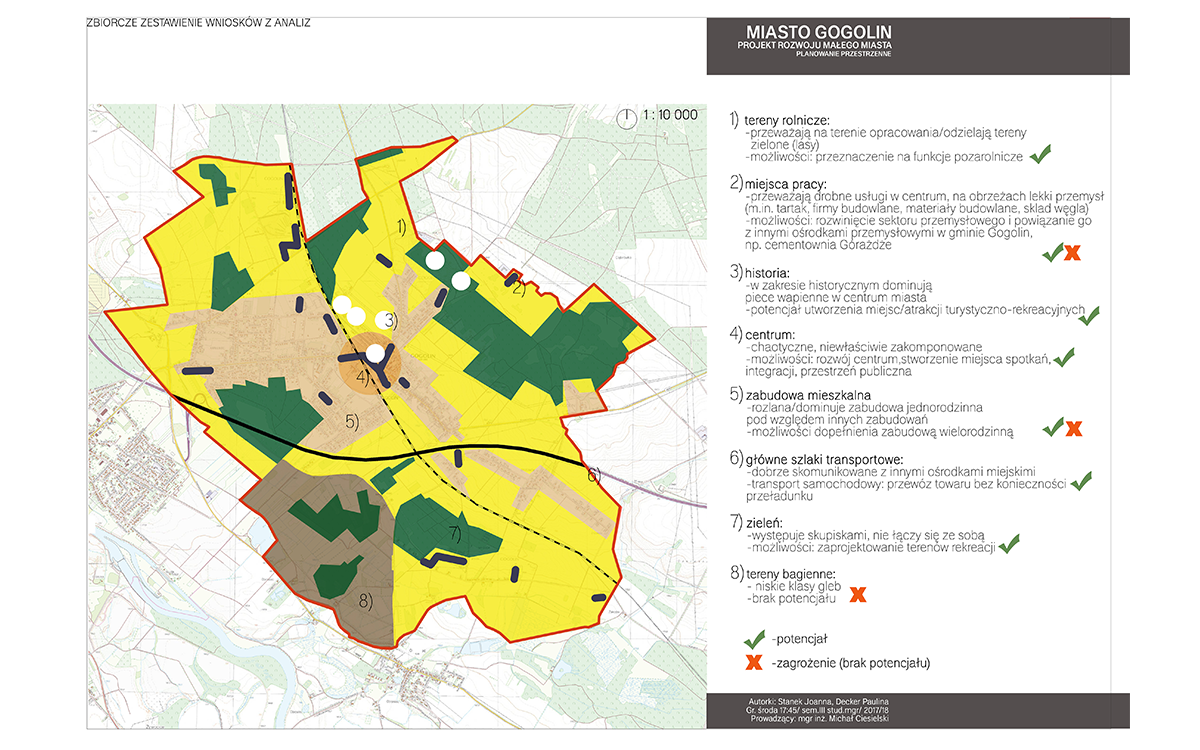 ZBIORCZE ZESTAWIENIE WNIOSKÓW Z ANALIZ
MIASTO GOGOLIN
PROJEKT ROZWOJU MAŁEGO MIASTA
PLANOWANIE PRZESTRZENNE
1 : 10 000
1)
2)
3)
4)
5)
6)
7)
8)
1) tereny rolnicze:
-przeważają na terenie opracowania/odzielają tereny
zielone (lasy)
-możliwości: przeznaczenie na funkcje pozarolnicze
2) miejsca pracy:
-przeważają drobne usługi w centrum, na obrzeżach lekki przemysł
(m.in. tartak, firmy budowlane, materiały budowlane, skład węgla)
-możliwości: rozwiniecie sektoru przemysłowego i powiązanie go
z innymi ośrodkami przemysłowymi w gminie Gogolin,
np. cementownia Górażdże
3) historia:
-w zakresie historycznym dominują
piece wapienne w centrum miasta
-potencjał utworzenia miejsc/atrakcji turystyczno-rekreacyjnych
4) centrum:
-chaotyczne, niewłaściwie zakomponowane
-możliwości: rozwój centrum,stworzenie miejsca spotkań,
integracji, przestrzeń publiczna
5) zabudowa mieszkalna
-rozlana/dominuje zabudowa jednorodzinna
pod względem innych zabudowań
-możliwości dopełnienia zabudową wielorodzinną
6) główne szlaki transportowe:
-dobrze skomunikowane z innymi ośrodkami miejskimi
-transport samochodowy: przewóz towaru bez konieczności
przeładunku
7) zieleń:
-występuje skupiskami, nie łączy się ze sobą
-możliwości: zaprojektowanie terenów rekreacji
8) tereny bagienne:
- niskie klasy gleb
-brak potencjału
-potencjał
-zagrożenie (brak potencjału)
Autorki: Stanek Joanna, Decker Paulina
Gr. środa 17:45/ sem.III stud.mgr/ 2017/18
Prowadzący: mgr inż. Michał Ciesielski